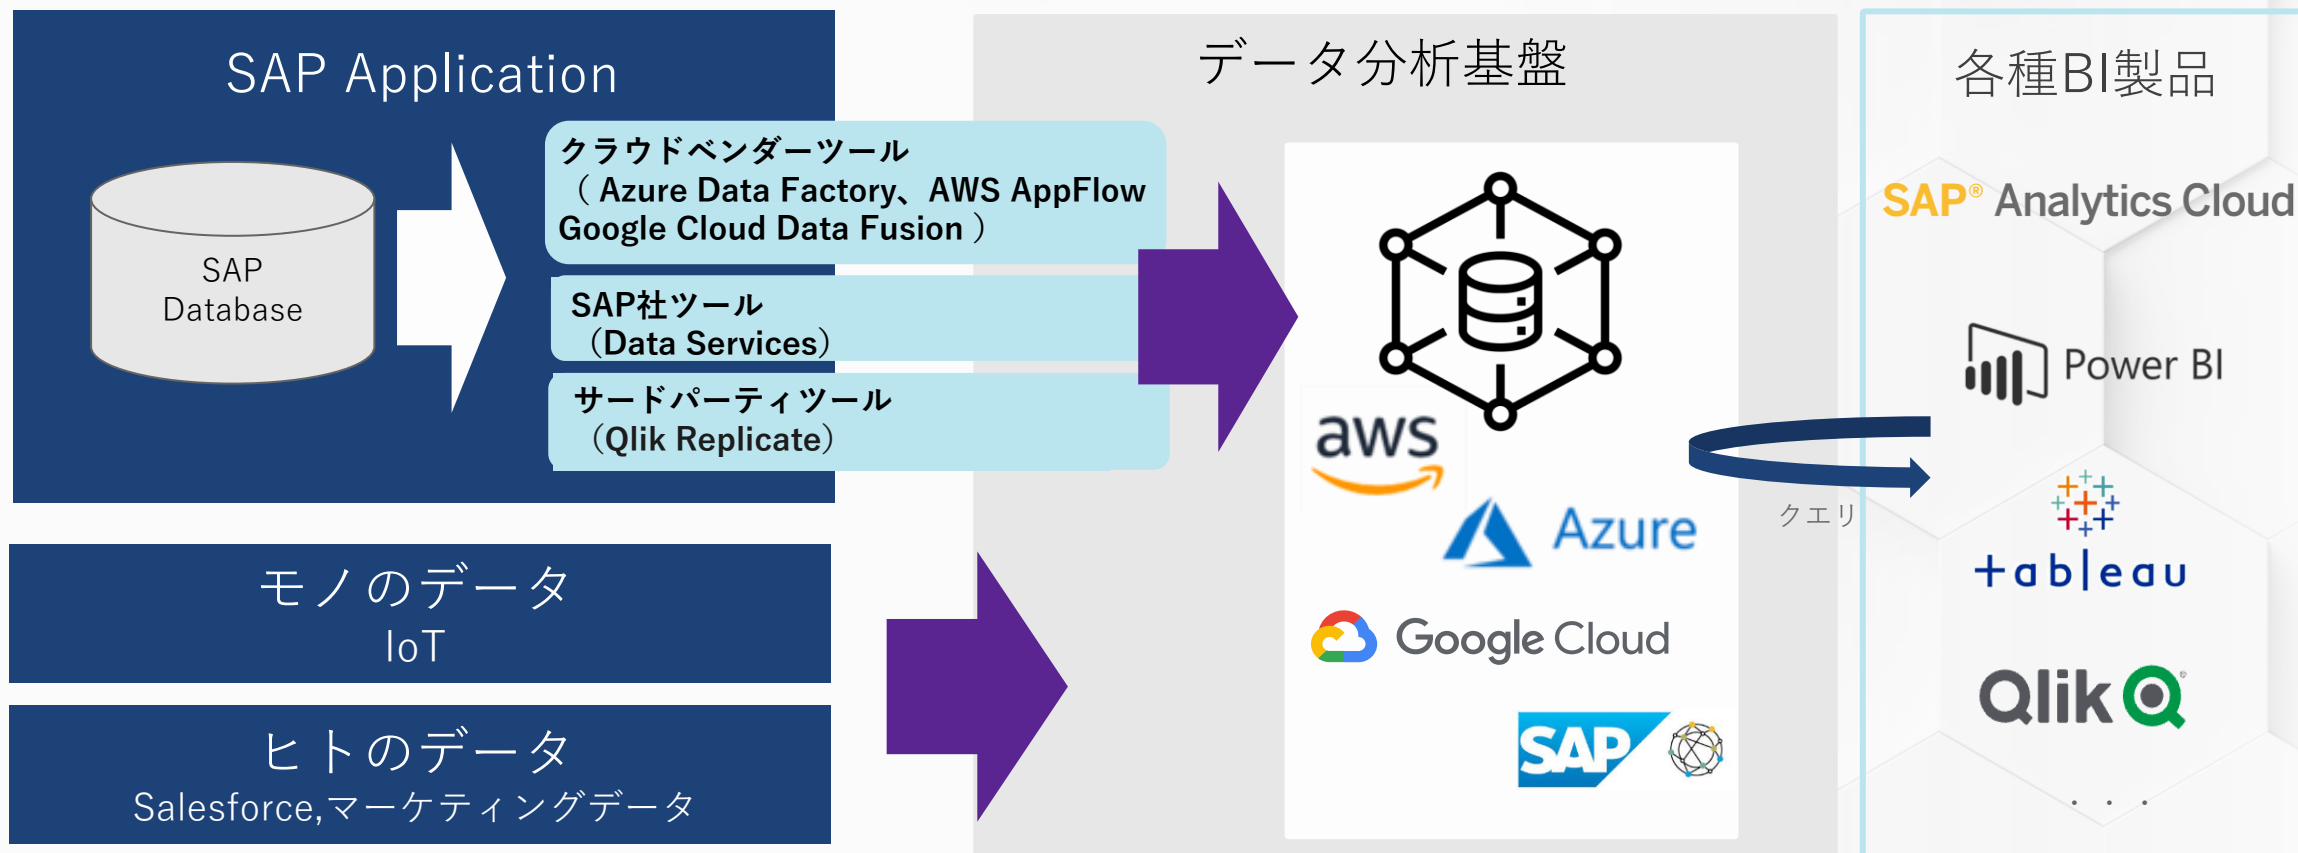 SAP Application
SAP
Database
クラウドベンダーツール
（ Azure Data Factory、AWS AppFlow
Google Cloud Data Fusion ）
SAP社ツール
（Data Services）
サードパーティツール
（Qlik Replicate）
モノのデータ
IoT
ヒトのデータ
Salesforce,マーケティングデータ
データ分析基盤
aws
Azure
Google Cloud
SAP
クエリ
各種BI製品
SAP® Analytics Cloud
Power BI
+ableau
Qlik
・・・